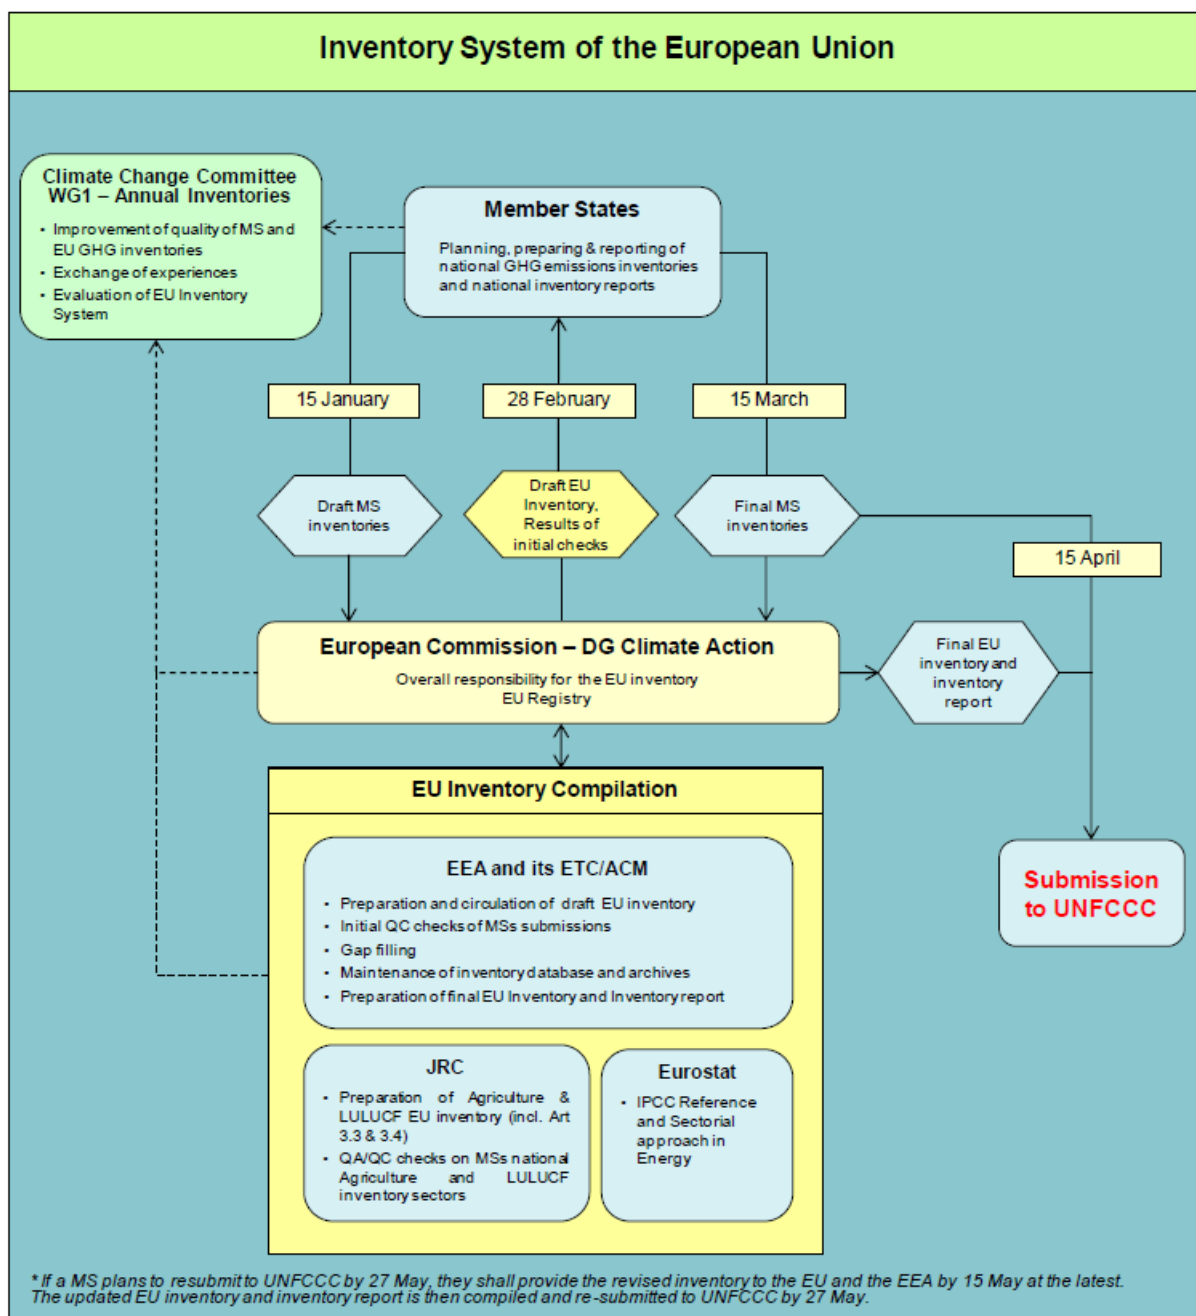 Inventory System of the European Union
Climate Change Committee
WG1 – Annual Inventories
• Improvement of quality of MS and
EU GHG inventories
• Exchange of experiences
• Evaluation of EU Inventory
System
Member States
Planning, preparing & reporting of
national GHG emissions inventories
and national inventory reports
15 January
28 February
15 March
Draft MS
inventories
Draft EU
Inventory,
Results of
initial checks
Final MS
inventories
15 April
European Commission – DG Climate Action
Overall responsibility for the EU inventory
EU Registry
Final EU
inventory and
inventory
report
EU Inventory Compilation
EEA and its ETC/ACM
• Preparation and circulation of draft EU inventory
• Initial QC checks of MSs submissions
• Gap filling
• Maintenance of inventory database and archives
• Preparation of final EU Inventory and Inventory report
Submission
to UNFCCC
JRC
• Preparation of Agriculture &
LULUCF EU inventory (incl. Art
3.3 & 3.4)
• QA/QC checks on MSs national
Agriculture and LULUCF
inventory sectors
Eurostat
• IPCC Reference
and Sectorial
approach in
Energy
* If a MS plans to resubmit to UNFCCC by 27 May, they shall provide the revised inventory to the EU and the EEA by 15 May at the latest.
The updated EU inventory and inventory report is then compiled and re-submitted to UNFCCC by 27 May.